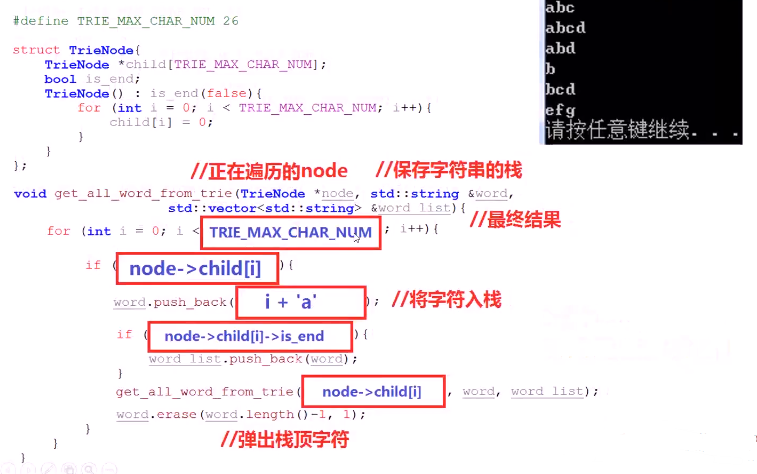 #define TRIE_MAX_CHAR_NUM 26
struct TrieNode{
TrieNode *child[TRIE_MAX_CHAR_NUM];
bool is_end;
TrieNode() : is_end(false){
for (int i = 0; i < TRIE_MAX_CHAR_NUM; i++){
child[i] = 0;
}
}
};
abc
abcd
abd
b
bcd
efg
请按任意键继续. . .
//正在遍历的node //保存字符串的栈
void get_all_word_from_trie(TrieNode *node, std::string &word,
std::vector<std::string> &word_list){
//最终结果
for (int i = 0; i < TRIE_MAX_CHAR_NUM ; i++){
if ( node->child[i] ){
word.push_back( i + 'a' ); //将字符入栈
if ( node->child[i]->is_end ){
word_list.push_back(word);
}
get_all_word_from_trie( node->child[i] , word, word_list);
word.erase(word.length()-1, 1);
}
//弹出栈顶字符
}
}